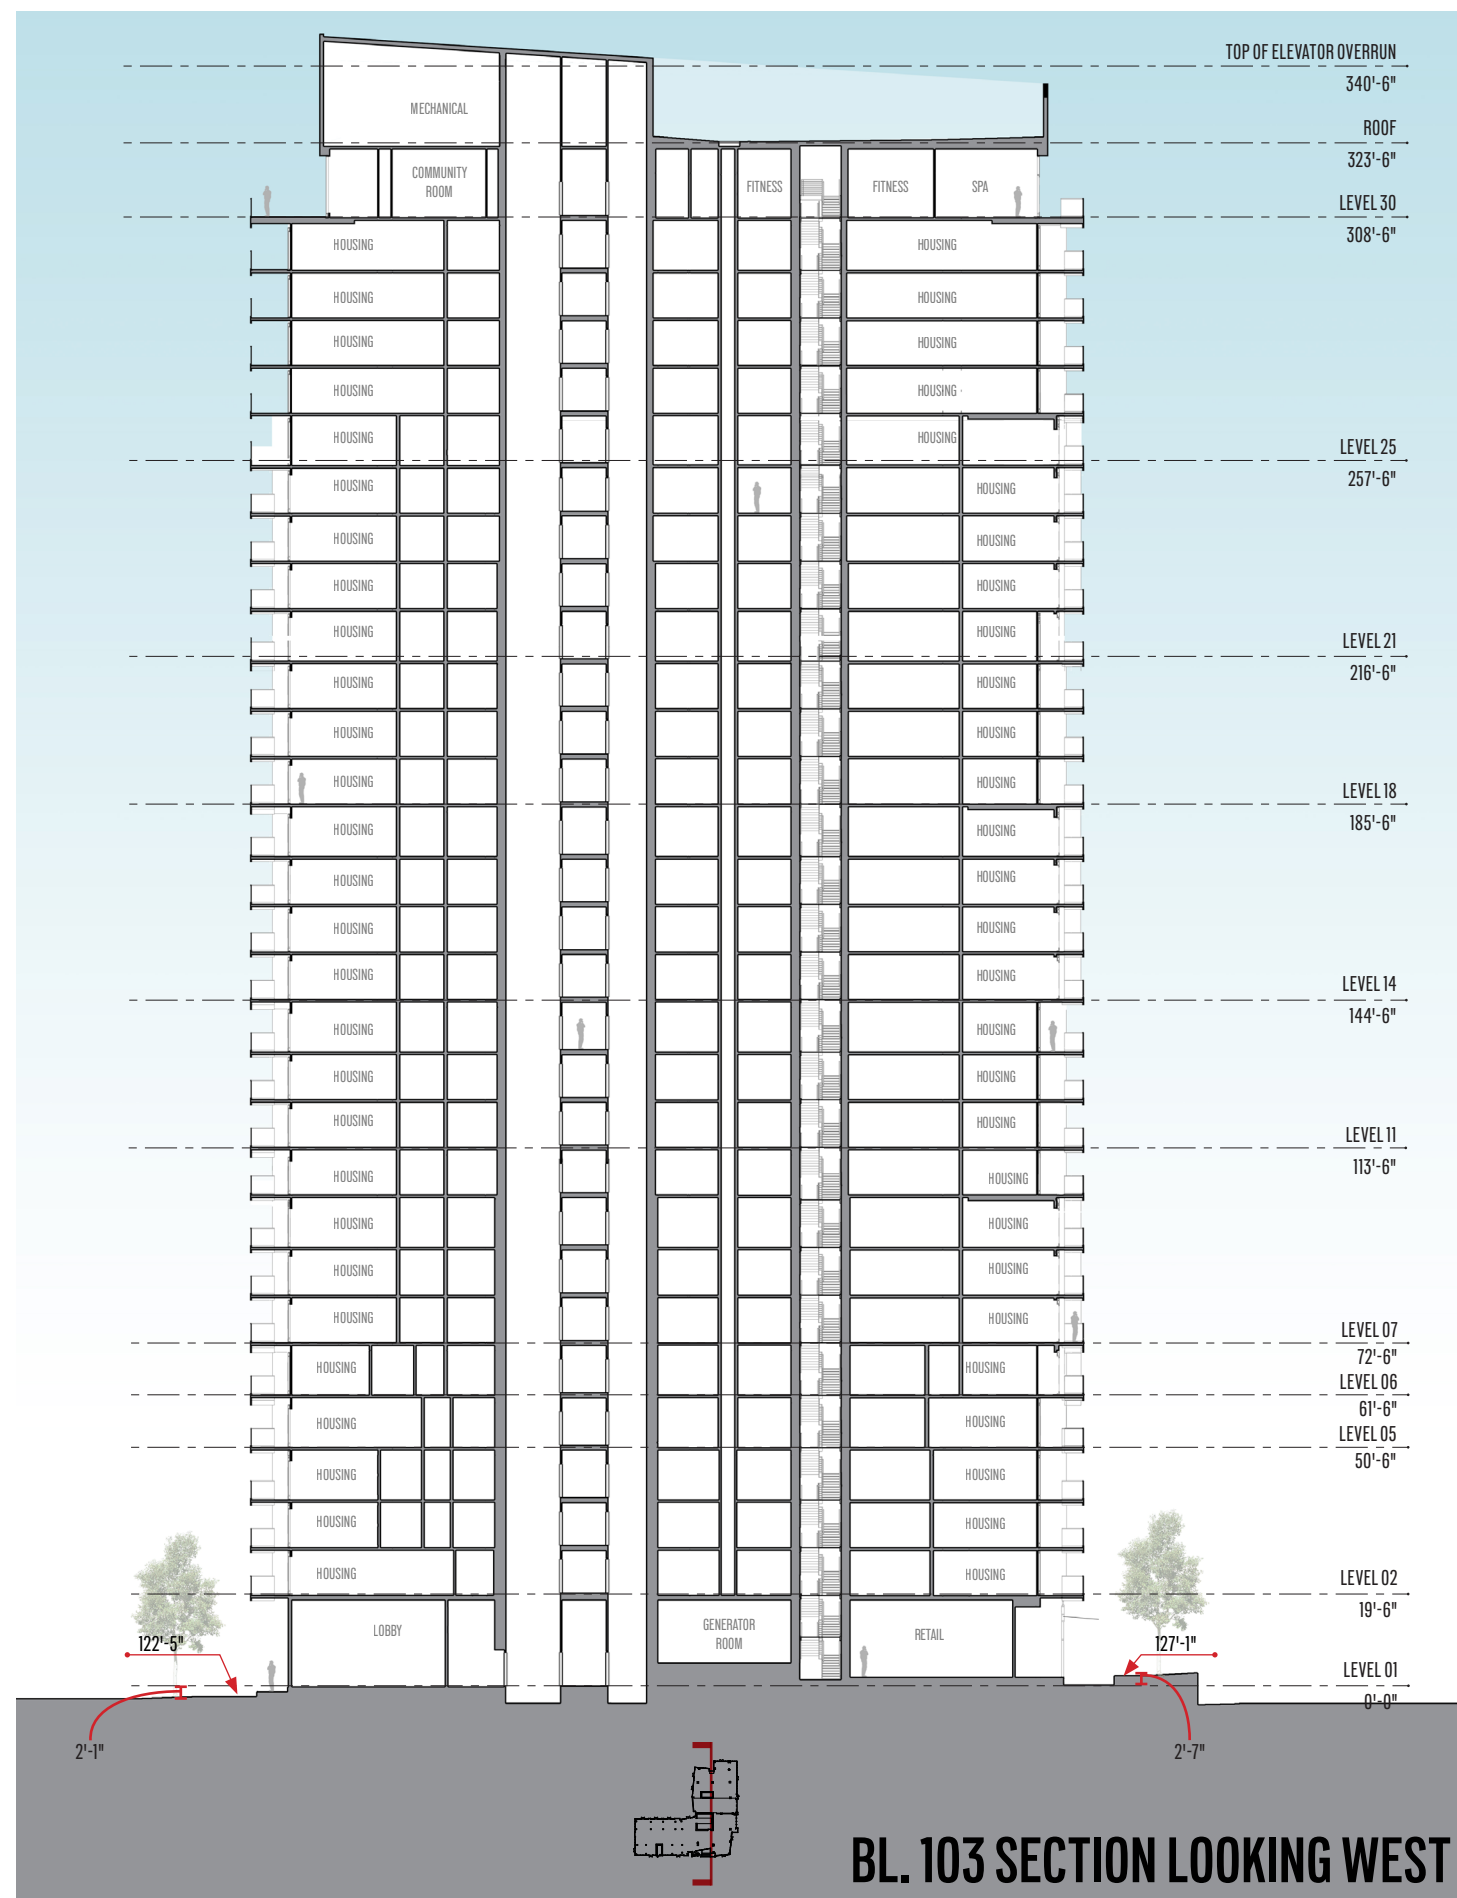 TOP OF ELEVATOR OVERRUN
340'-6"
MECHANICAL
ROOF
323'-6"
COMMUNITY
ROOM
FITNESS
FITNESS
SPA
LEVEL 30
308'-6"
HOUSING
HOUSING
HOUSING
HOUSING
HOUSING
HOUSING
HOUSING
HOUSING
HOUSING
HOUSING
LEVEL 25
257'-6"
HOUSING
HOUSING
HOUSING
HOUSING
HOUSING
HOUSING
HOUSING
HOUSING
LEVEL 21
216'-6"
HOUSING
HOUSING
HOUSING
HOUSING
HOUSING
HOUSING
LEVEL 18
185'-6"
HOUSING
HOUSING
HOUSING
HOUSING
HOUSING
HOUSING
HOUSING
HOUSING
LEVEL 14
144'-6"
HOUSING
HOUSING
HOUSING
HOUSING
HOUSING
HOUSING
LEVEL 11
113'-6"
HOUSING
HOUSING
HOUSING
HOUSING
HOUSING
HOUSING
HOUSING
HOUSING
LEVEL 07
72'-6"
HOUSING
HOUSING
LEVEL 06
61'-6"
HOUSING
HOUSING
LEVEL 05
50'-6"
HOUSING
HOUSING
HOUSING
HOUSING
HOUSING
HOUSING
LEVEL 02
19'-6"
LOBBY
GENERATOR
ROOM
RETAIL
122'-5"
127'-1"
LEVEL 01
0'-0"
2'-1"
2'-7"
BL. 103 SECTION LOOKING WEST